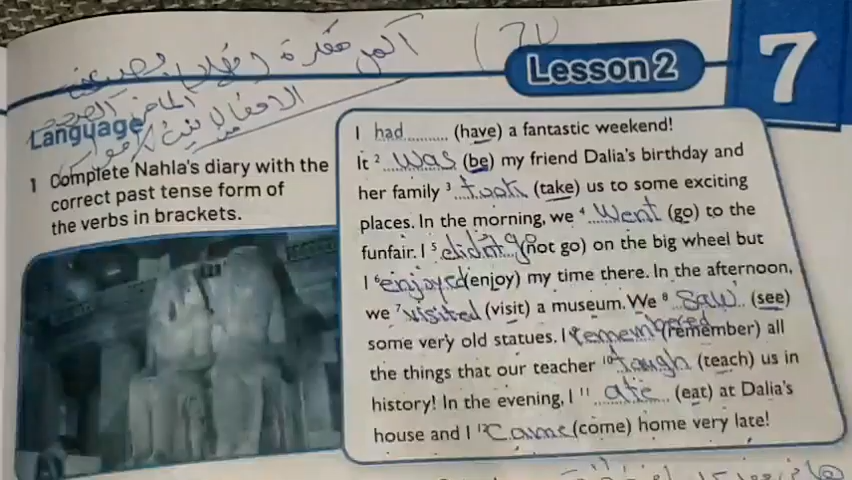 Lesson 2
7
Language
1 Complete Nahla's diary with the
correct past tense form of
the verbs in brackets.
I had (have) a fantastic weekend!
It ² was (be) my friend Dalia's birthday and
her family ³ took (take) us to some exciting
places. In the morning, we ⁴ went (go) to the
funfair. I ⁵ didn't go (not go) on the big wheel but
I ⁶ enjoyed (enjoy) my time there. In the afternoon,
we ⁷ visited (visit) a museum. We ⁸ saw (see)
some very old statues. I remembered (remember) all
the things that our teacher ¹⁰ taugh (teach) us in
history! In the evening, I ¹¹ ate (eat) at Dalia's
house and I ¹² Came (come) home very late!